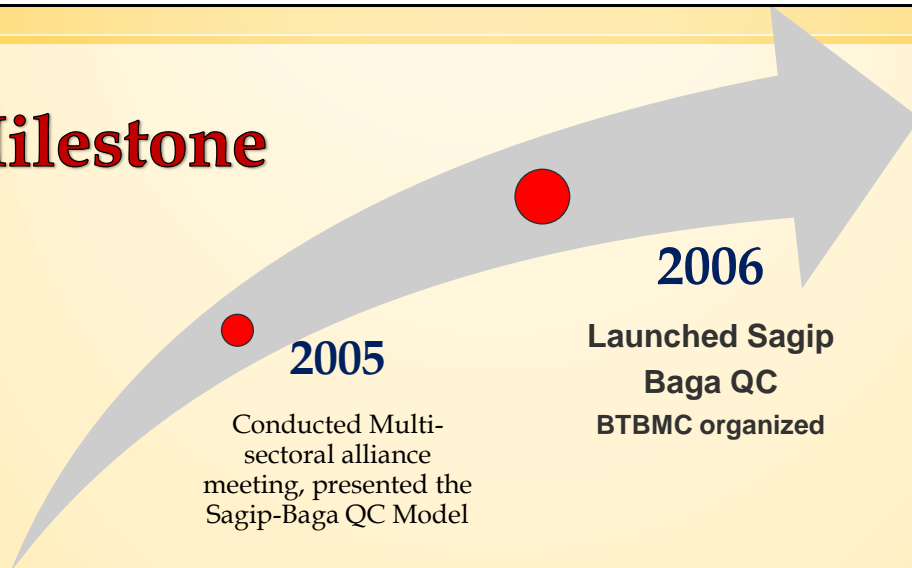 ilestone
2005
Conducted Multi-
sectoral alliance
meeting, presented the
Sagip-Baga QC Model
2006
Launched Sagip
Baga QC
BTBMC organized